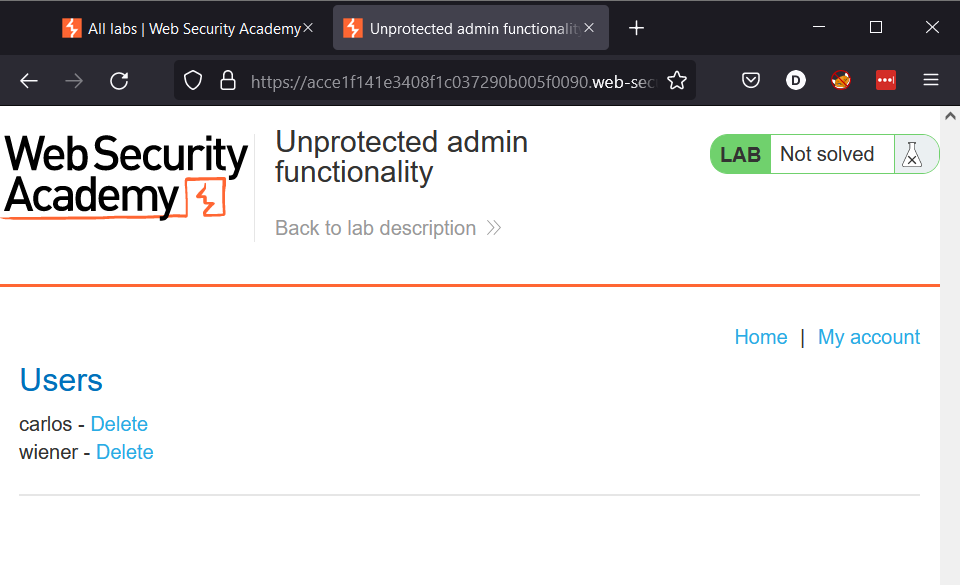 All labs | Web Security Academy
Unprotected admin functionalit
https://acce1f141e3408f1c037290b005f0090.web-sec
D
Web Security
Academy
Unprotected admin
functionality
LAB Not solved
Back to lab description
Home | My account
Users
carlos - Delete
wiener - Delete